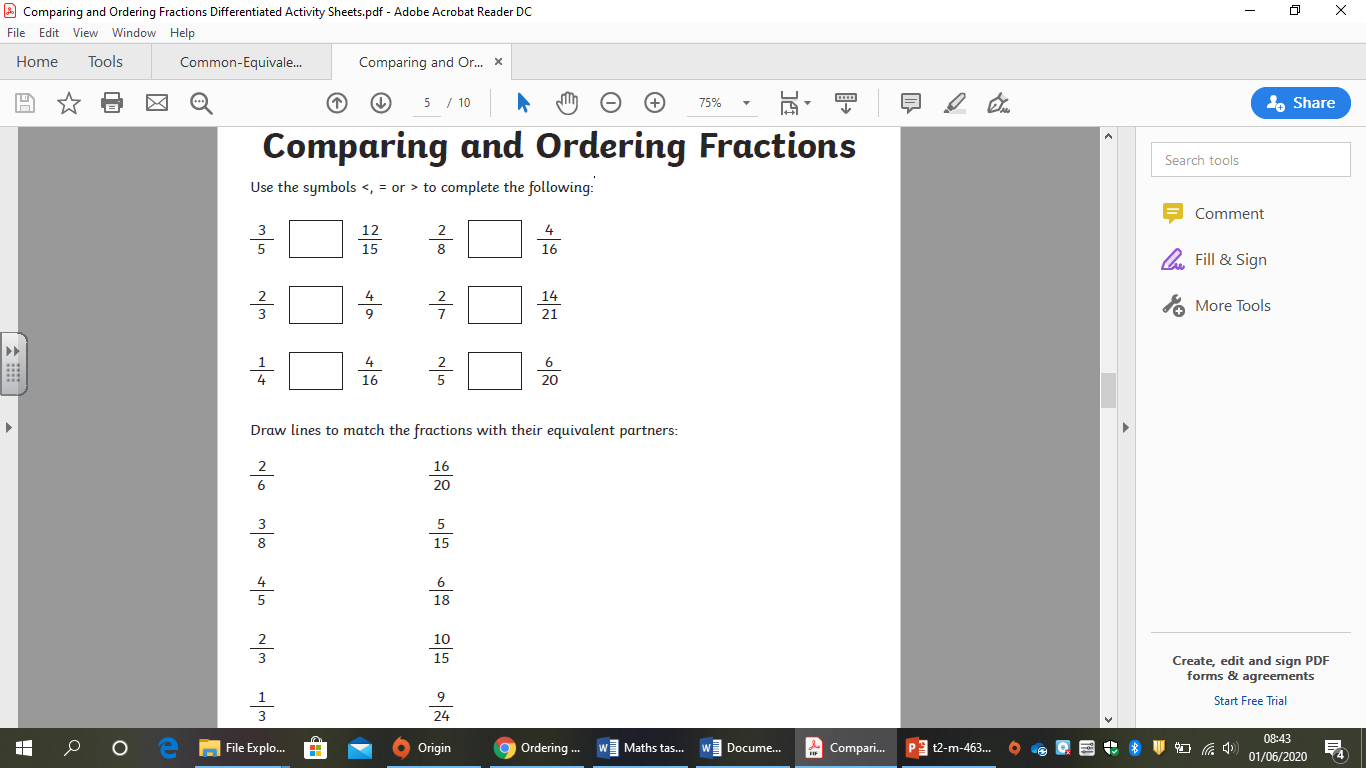 Comparing and Ordering Fractions Differentiated Activity Sheets.pdf - Adobe Acrobat Reader DC
File Edit View Window Help
Home Tools Common-Equivale... Comparing and Or... ×
5 / 10 75% Share
Comparing and Ordering Fractions
Use the symbols <, = or > to complete the following:
3/5 12/15 2/8 4/16
2/3 4/9 2/7 14/21
1/4 4/16 2/5 6/20
Draw lines to match the fractions with their equivalent partners:
2/6 16/20
3/8 5/15
4/5 6/18
2/3 10/15
1/3 9/24
Search tools
Comment
Fill & Sign
More Tools
Create, edit and sign PDF
forms & agreements
Start Free Trial
File Explo... Origin Ordering ... Maths tas... Docume... Compari... t2-m-463...
08:43
01/06/2020
4